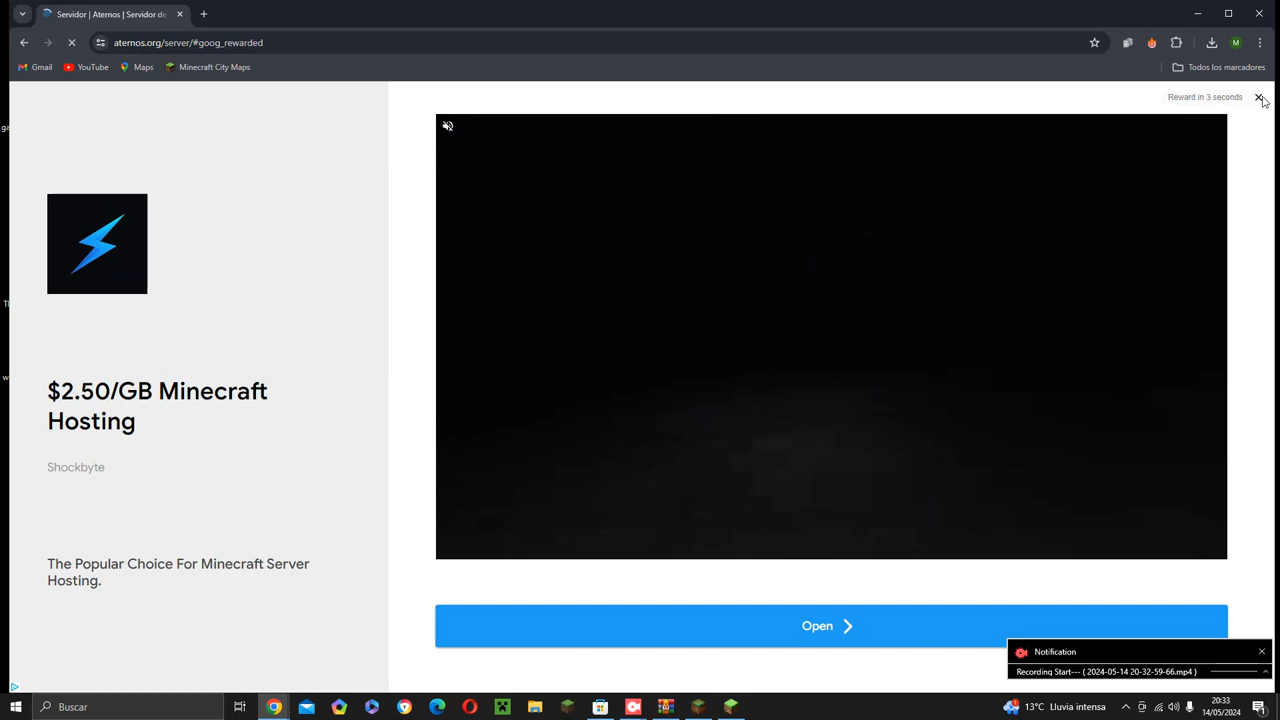 Servidor | Aternos | Servidor de
aternos.org/server/#goog_rewarded
M
Gmail
YouTube
Maps
Minecraft City Maps
Todos los marcadores
Reward in 3 seconds
$2.50/GB Minecraft
Hosting
Shockbyte
The Popular Choice For Minecraft Server
Hosting.
Open
Notification
Recording Start--- ( 2024-05-14 20-32-59-66.mp4 )
Buscar
13°C Lluvia intensa
20:33
14/05/2024
1